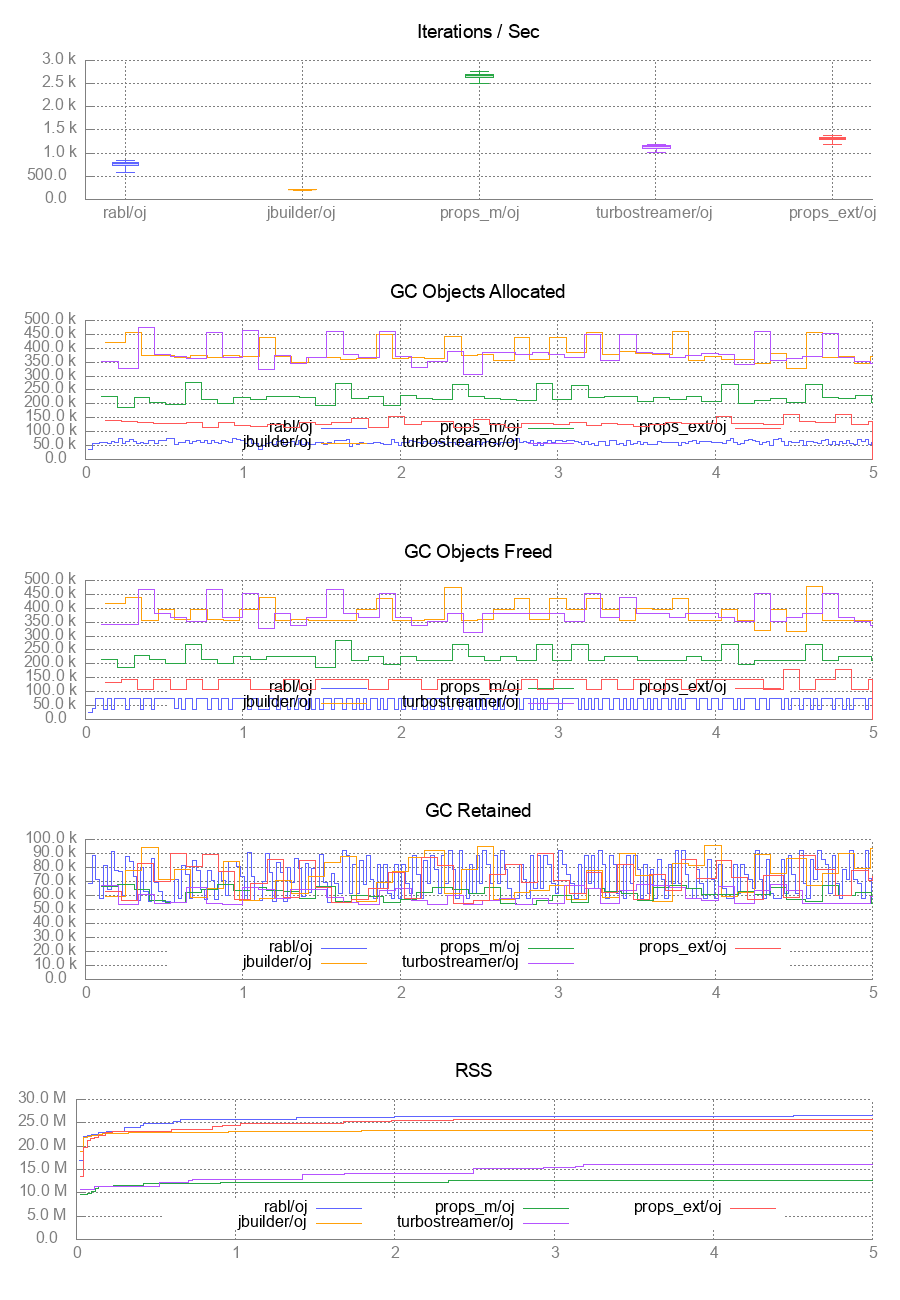 Iterations / Sec
3.0 k
2.5 k
2.0 k
1.5 k
1.0 k
500.0
0.0
rabl/oj jbuilder/oj props_m/oj turbostreamer/oj props_ext/oj
GC Objects Allocated
500.0 k
450.0 k
400.0 k
350.0 k
300.0 k
250.0 k
200.0 k
150.0 k
100.0 k
50.0 k
0.0
rabl/oj props_m/oj props_ext/oj
jbuilder/oj turbostreamer/oj
0 1 2 3 4 5
GC Objects Freed
500.0 k
450.0 k
400.0 k
350.0 k
300.0 k
250.0 k
200.0 k
150.0 k
100.0 k
50.0 k
0.0
rabl/oj props_m/oj props_ext/oj
jbuilder/oj turbostreamer/oj
0 1 2 3 4 5
GC Retained
100.0 k
90.0 k
80.0 k
70.0 k
60.0 k
50.0 k
40.0 k
30.0 k
20.0 k
10.0 k
0.0
rabl/oj props_m/oj props_ext/oj
jbuilder/oj turbostreamer/oj
0 1 2 3 4 5
RSS
30.0 M
25.0 M
20.0 M
15.0 M
10.0 M
5.0 M
0.0
rabl/oj props_m/oj props_ext/oj
jbuilder/oj turbostreamer/oj
0 1 2 3 4 5